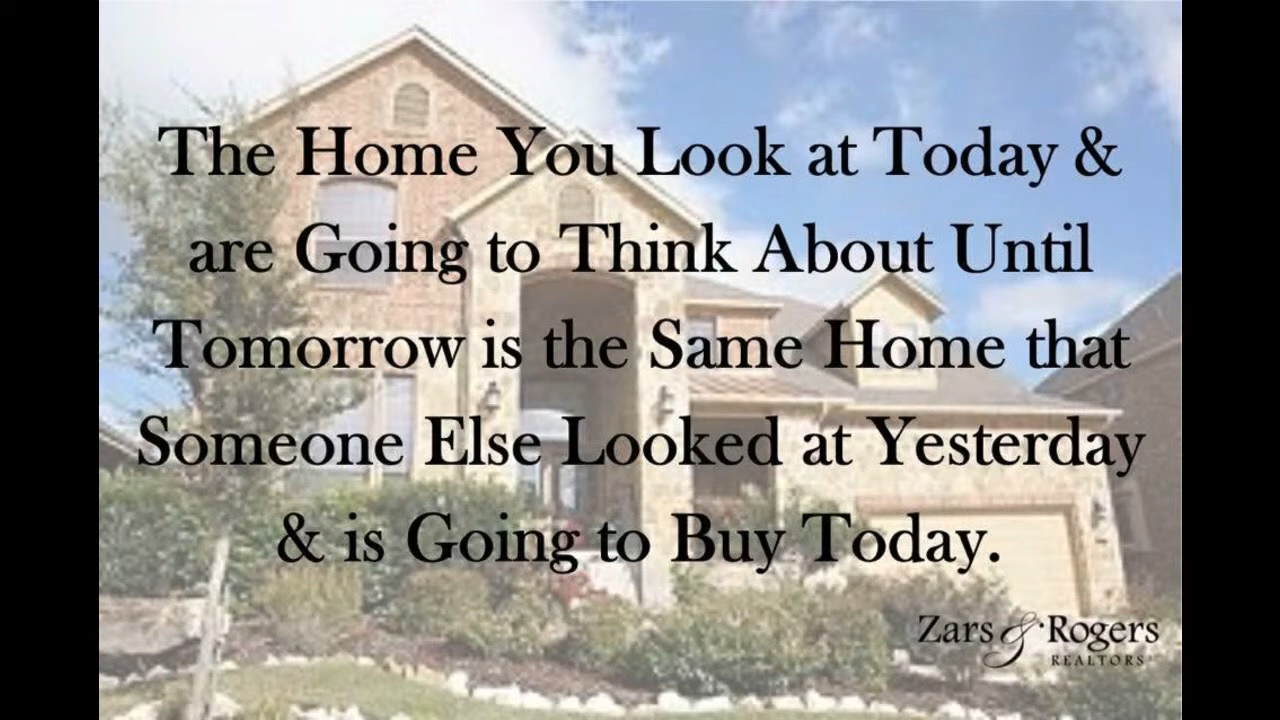 The Home You Look at Today &
are Going to Think About Until
Tomorrow is the Same Home that
Someone Else Looked at Yesterday
& is Going to Buy Today.
Zars & Rogers
REALTORS